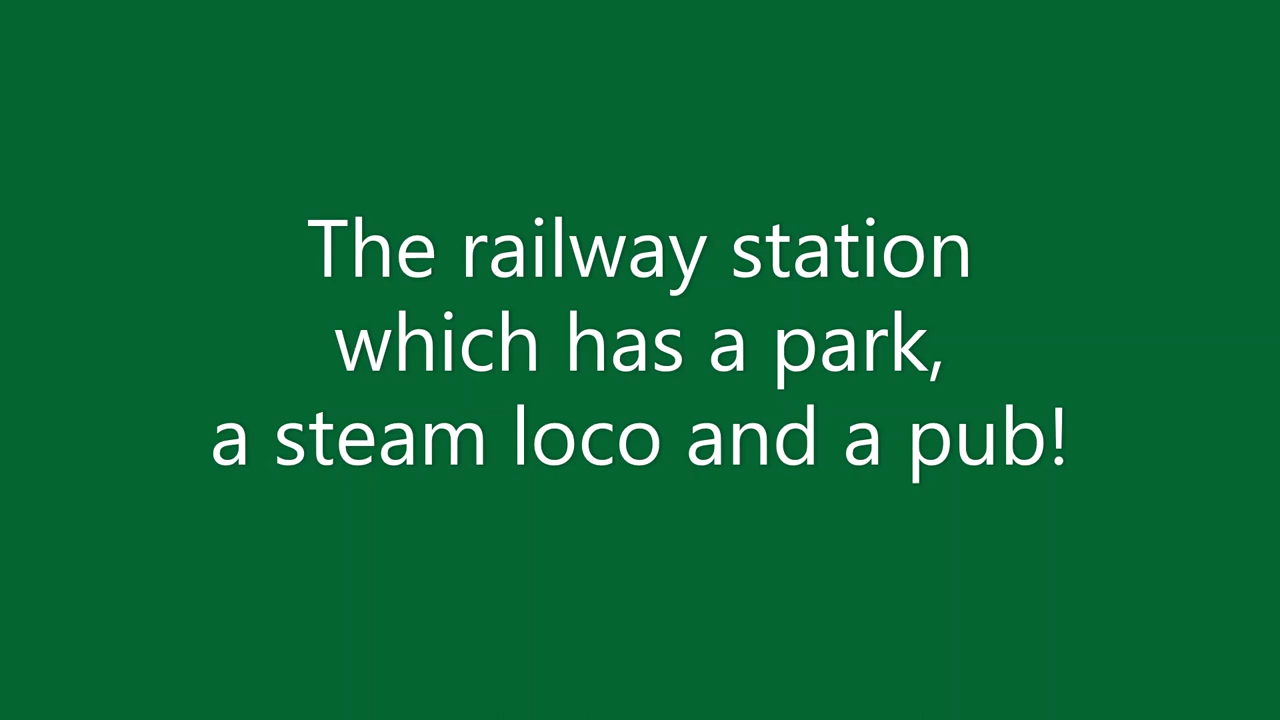 The railway station
which has a park,
a steam loco and a pub!